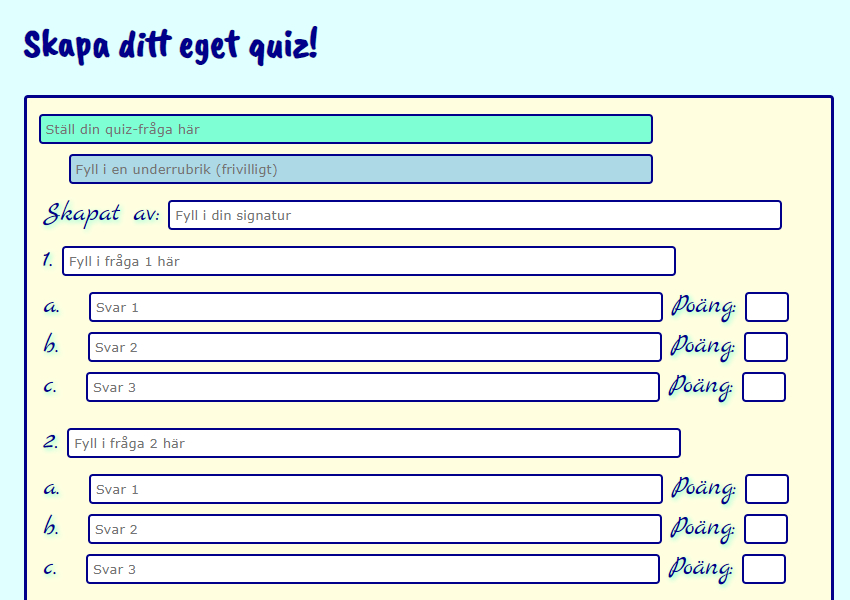 Skapa ditt eget quiz!
Ställ din quiz-fråga här
Fyll i en underrubrik (frivilligt)
Skapat av: Fyll i din signatur
1. Fyll i fråga 1 här
a. Svar 1 Poäng:
b. Svar 2 Poäng:
c. Svar 3 Poäng:
2. Fyll i fråga 2 här
a. Svar 1 Poäng:
b. Svar 2 Poäng:
c. Svar 3 Poäng: